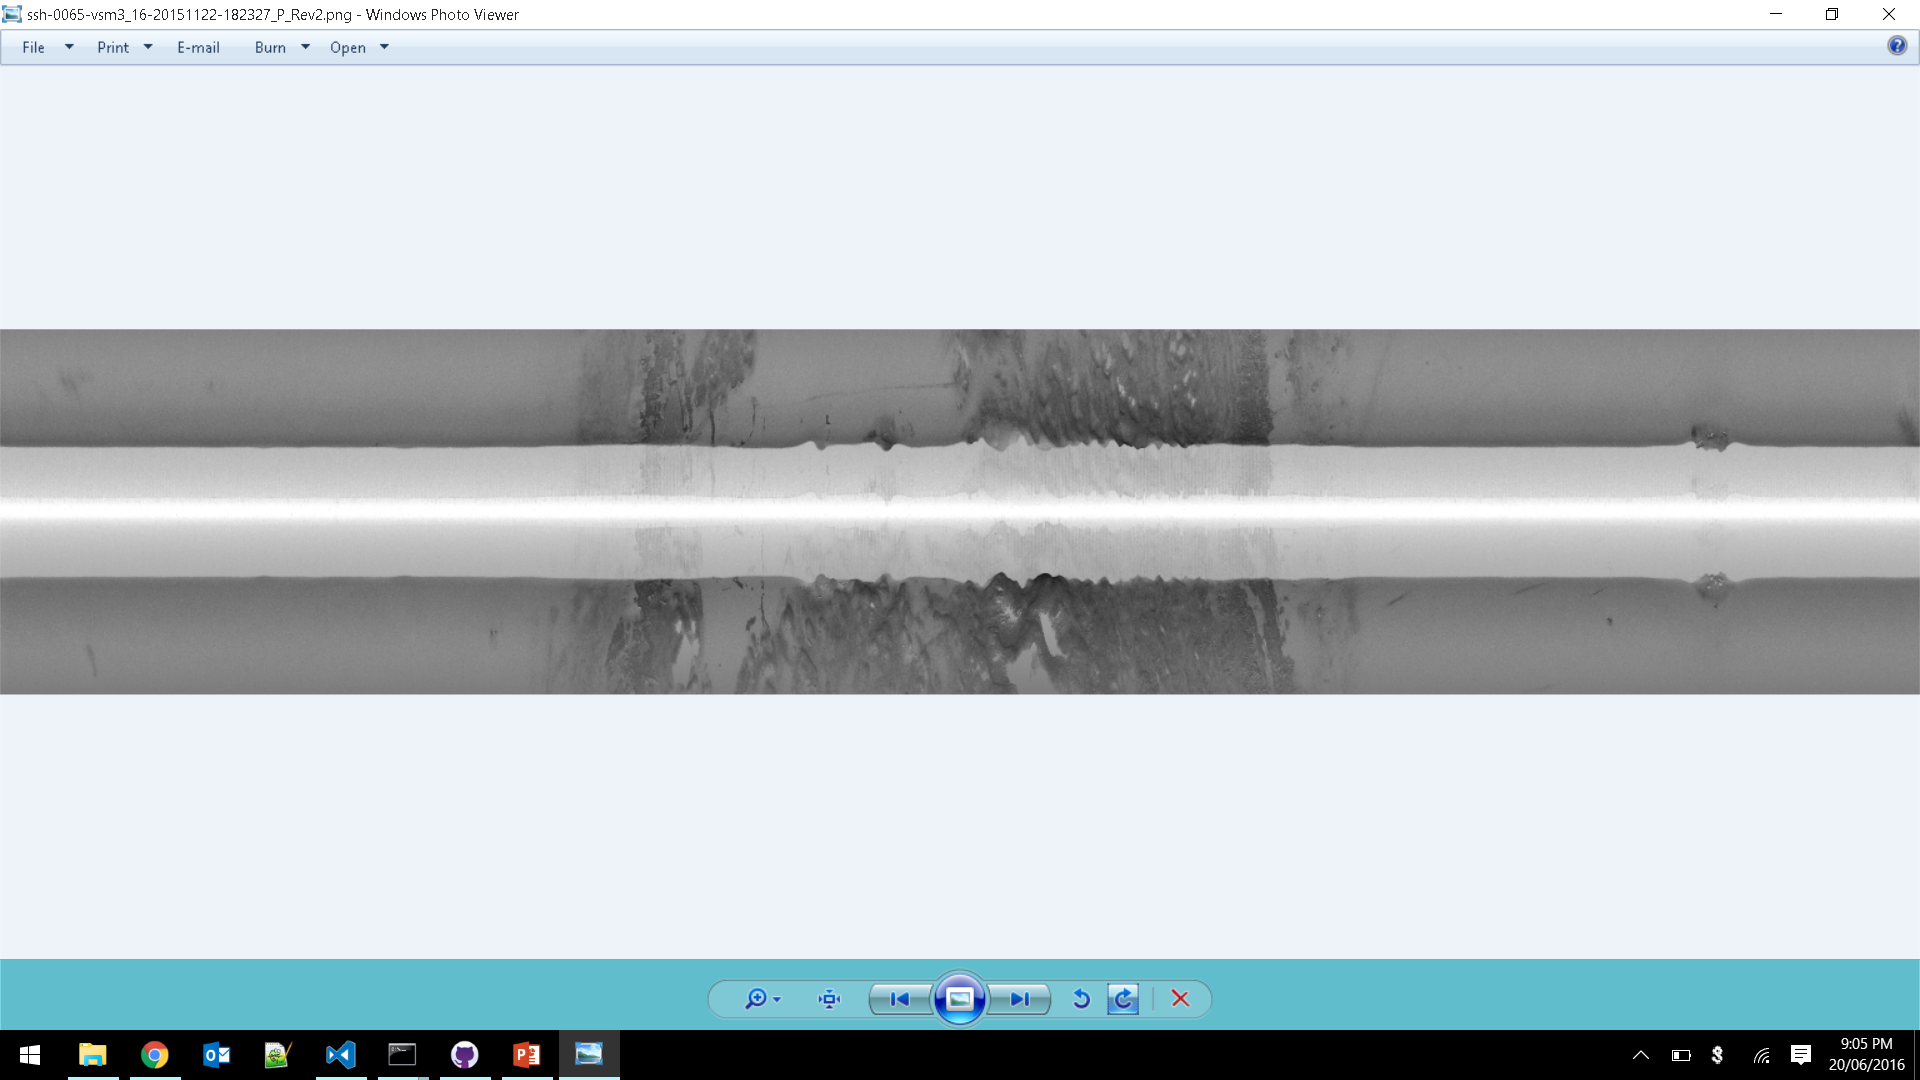 ssh-0065-vsm3_16-20151122-182327_P_Rev2.png - Windows Photo Viewer
File Print E-mail Burn Open
9:05 PM
20/06/2016